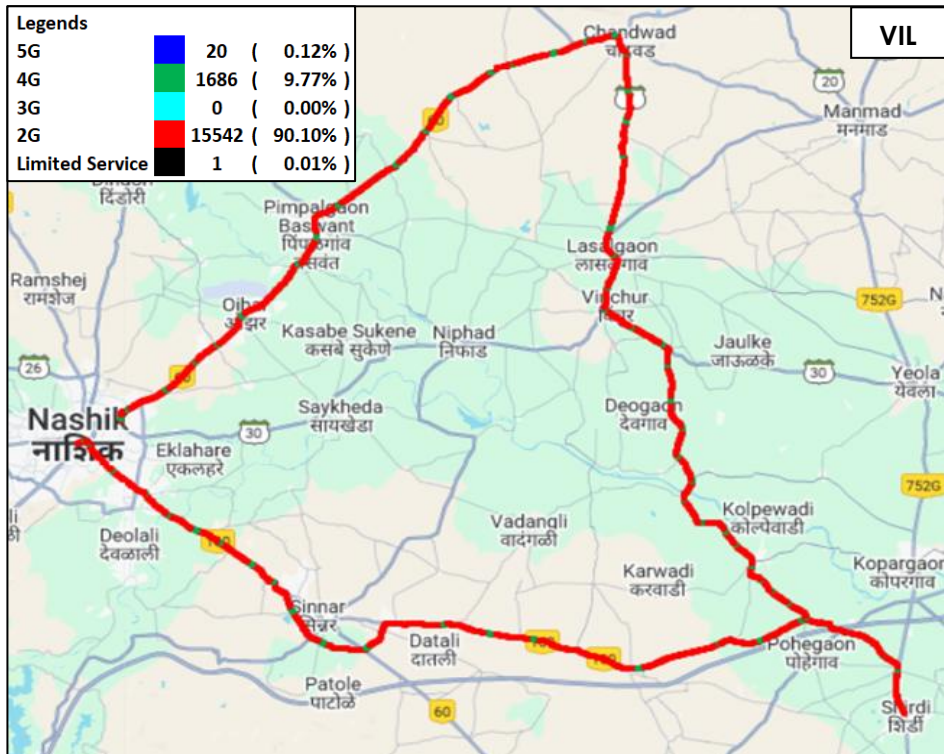 Legends
5G 20 ( 0.12% )
4G 1686 ( 9.77% )
3G 0 ( 0.00% )
2G 15542 ( 90.10% )
Limited Service 1 ( 0.01% )
VIL
Chandwad
20
Manmad
मनमाड
दिंडोरी
Pimpalgaon
Baswant
Ramshej
रामशेज
Lasalgaon
752G
Vinchur
Kasabe Sukene
कसबे सुकेणे
Niphad
निफाड
Jaulke
जाऊळके
26
30
Yeola
येवला
Nashik
नाशिक
Saykheda
सायखेडा
Deogaon
देवगाव
30
Eklahare
एकलहरे
752G
Kolpewadi
कोल्पेवाडी
Vadangli
वादंगळी
Deolali
देवळाली
Karwadi
करवाडी
Kopargaon
कोपरगाव
Sinnar
Datali
दातली
Pohegaon
पोहेगाव
Patole
पाटोळे
60
Shirdi
शिर्डी